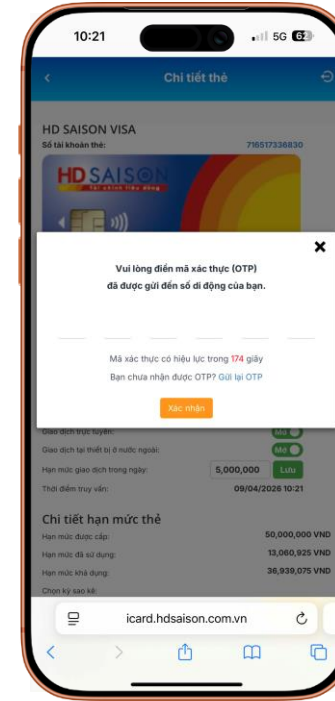 10:21
5G 62
Chi tiết thẻ
HD SAISON VISA
Số tài khoản thẻ: 716517336830
HD SAISON
Tài chính tiêu dùng
Vui lòng điền mã xác thực (OTP)
đã được gửi đến số di động của bạn.
Mã xác thực có hiệu lực trong 174 giây
Bạn chưa nhận được OTP? Gửi lại OTP
Xác nhận
Giao dịch trực tuyến: Mở
Giao dịch tại thiết bị ở nước ngoài: Mở
Hạn mức giao dịch trong ngày: 5,000,000 Lưu
Thời điểm truy vấn: 09/04/2026 10:21
Chi tiết hạn mức thẻ
Hạn mức được cấp: 50,000,000 VND
Hạn mức đã sử dụng: 13,060,925 VND
Hạn mức khả dụng: 36,939,075 VND
Chọn kỳ sao kê:
icard.hdsaison.com.vn